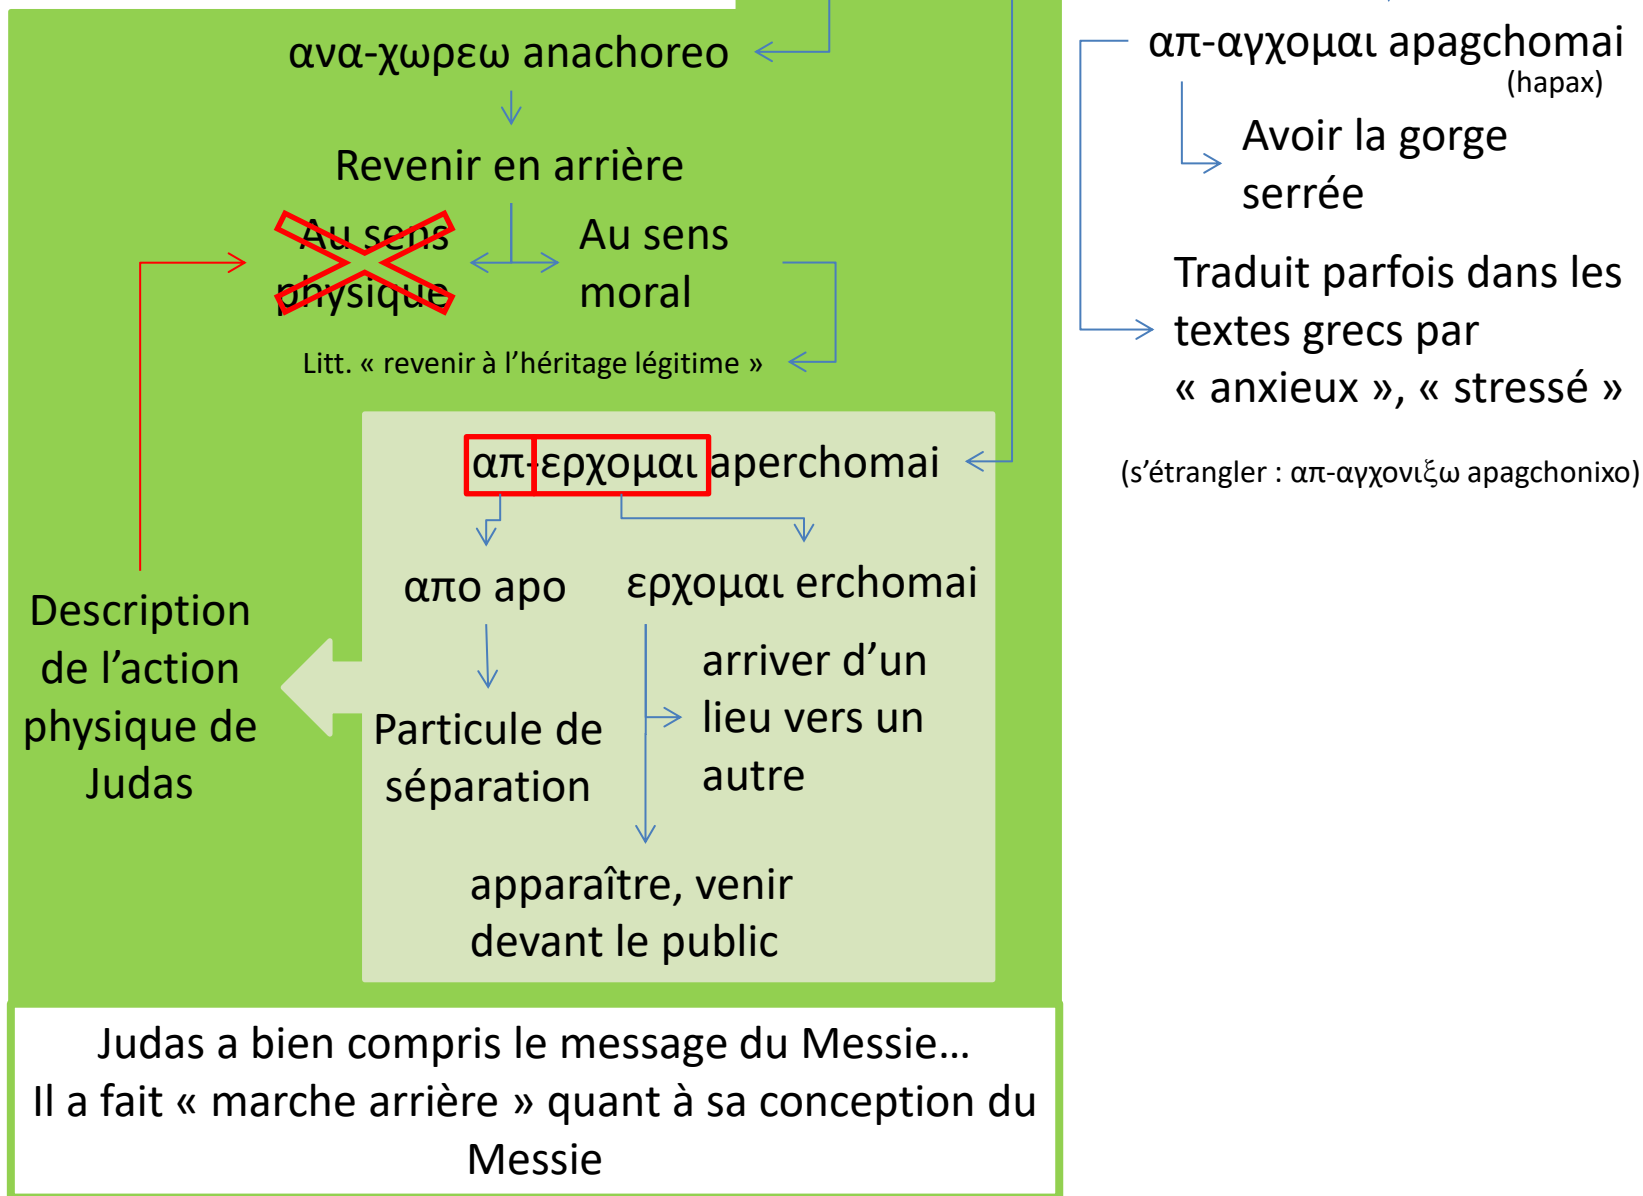 ανα-χωρεω anachoreo
Revenir en arrière
Au sens
physique
Au sens
moral
Litt. « revenir à l’héritage légitime »
απ-ερχομαι aperchomai
απο apo
ερχομαι erchomai
Particule de
séparation
arriver d’un
lieu vers un
autre
apparaître, venir
devant le public
Description
de l’action
physique de
Judas
Judas a bien compris le message du Messie…
Il a fait « marche arrière » quant à sa conception du
Messie
απ-αγχομαι apagchomai
(hapax)
Avoir la gorge
serrée
Traduit parfois dans les
textes grecs par
« anxieux », « stressé »
(s’étrangler : απ-αγχονιξω apagchonixo)